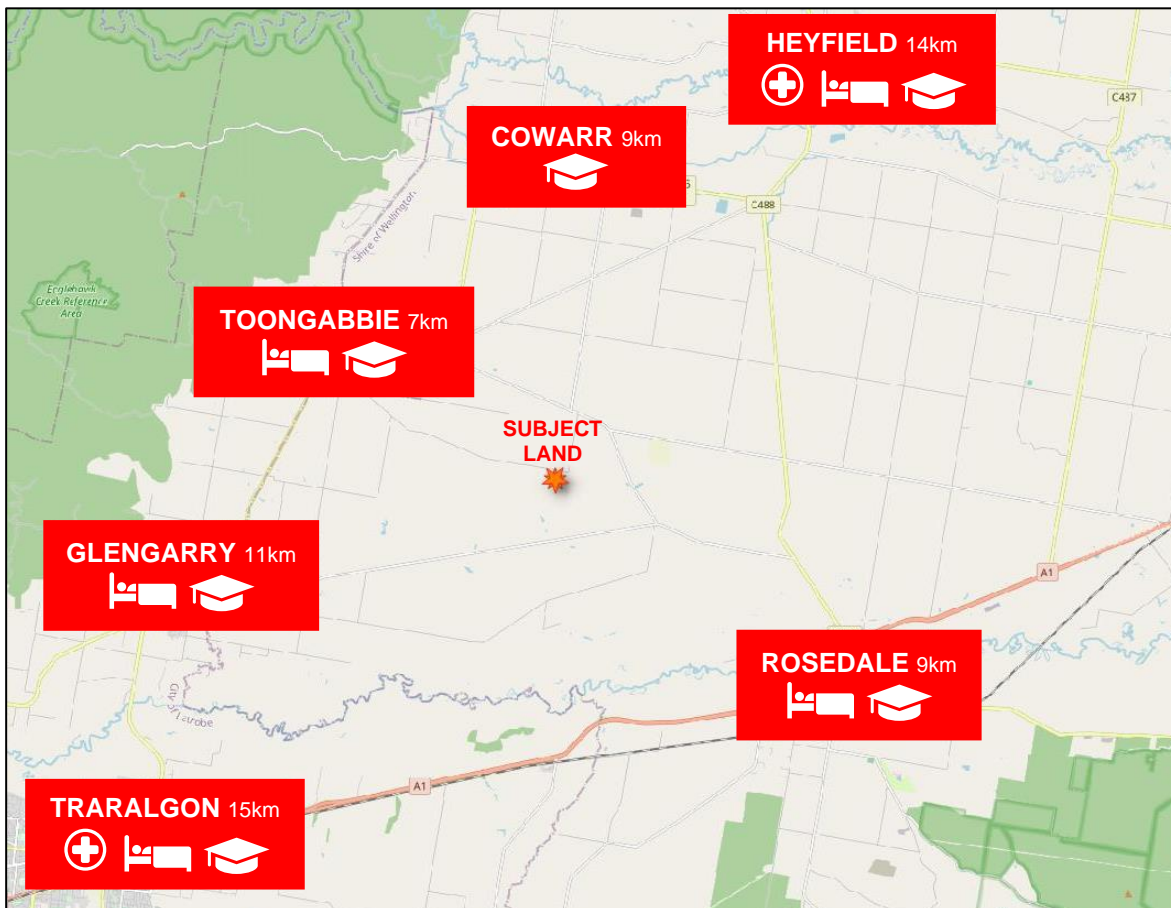 HEYFIELD 14km
C487
COWARR 9km
C488
Shire of Wellington
Englehawk
Creek Reference
Area
TOONGABBIE 7km
SUBJECT
LAND
GLENGARRY 11km
A1
ROSEDALE 9km
City of Latrobe
A1
TRARALGON 15km